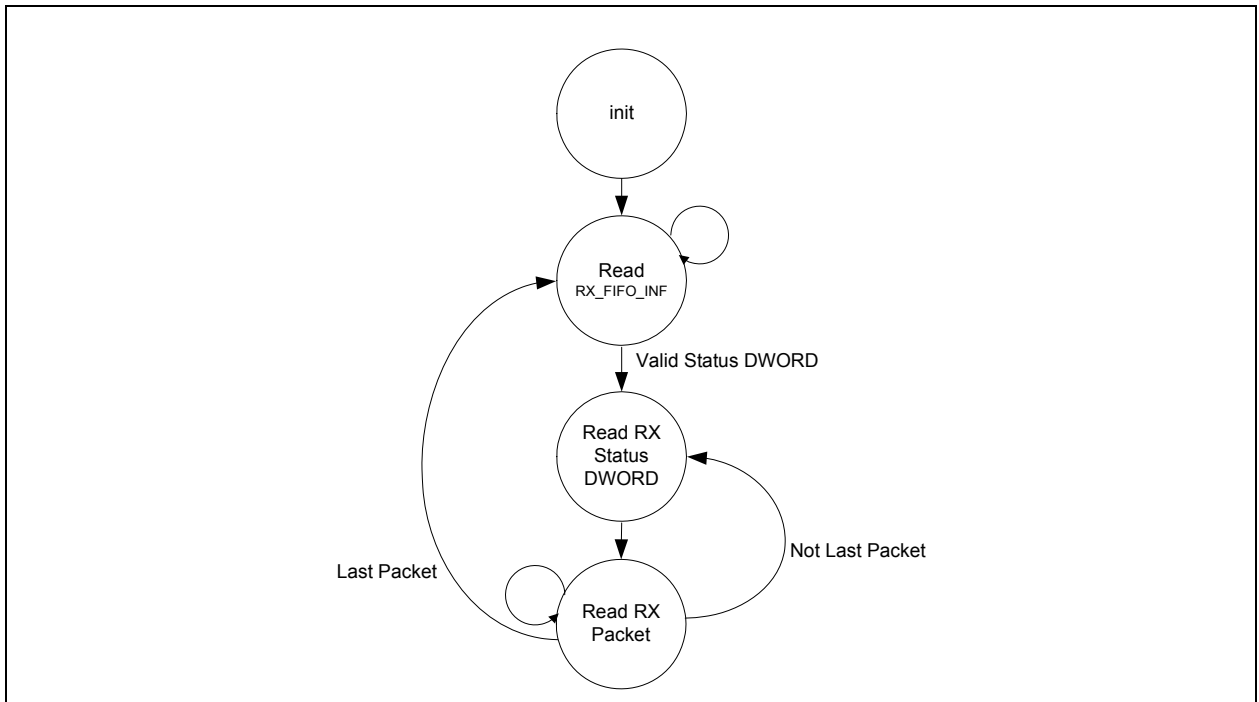 init
Read
RX_FIFO_INF
Valid Status DWORD
Read RX
Status
DWORD
Not Last Packet
Last Packet
Read RX
Packet